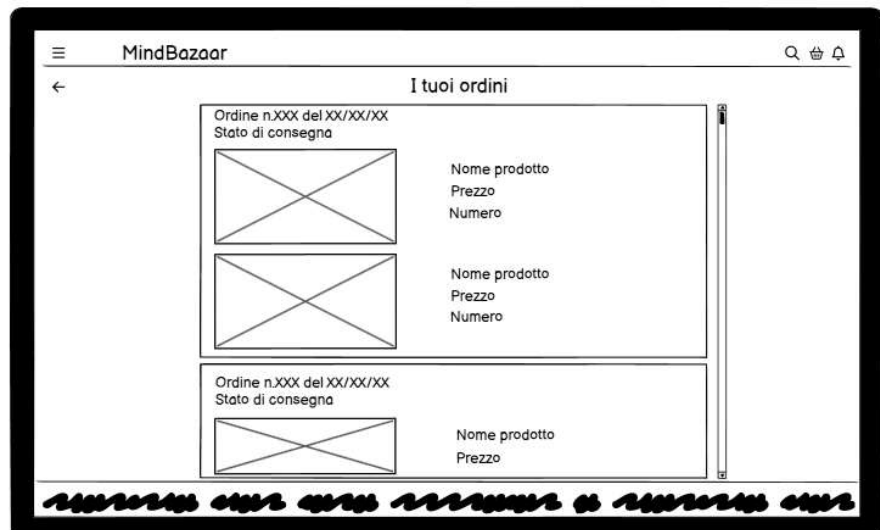 MindBazaar
I tuoi ordini
Ordine n.XXX del XX/XX/XX
Stato di consegna
Nome prodotto
Prezzo
Numero
Nome prodotto
Prezzo
Numero
Ordine n.XXX del XX/XX/XX
Stato di consegna
Nome prodotto
Prezzo